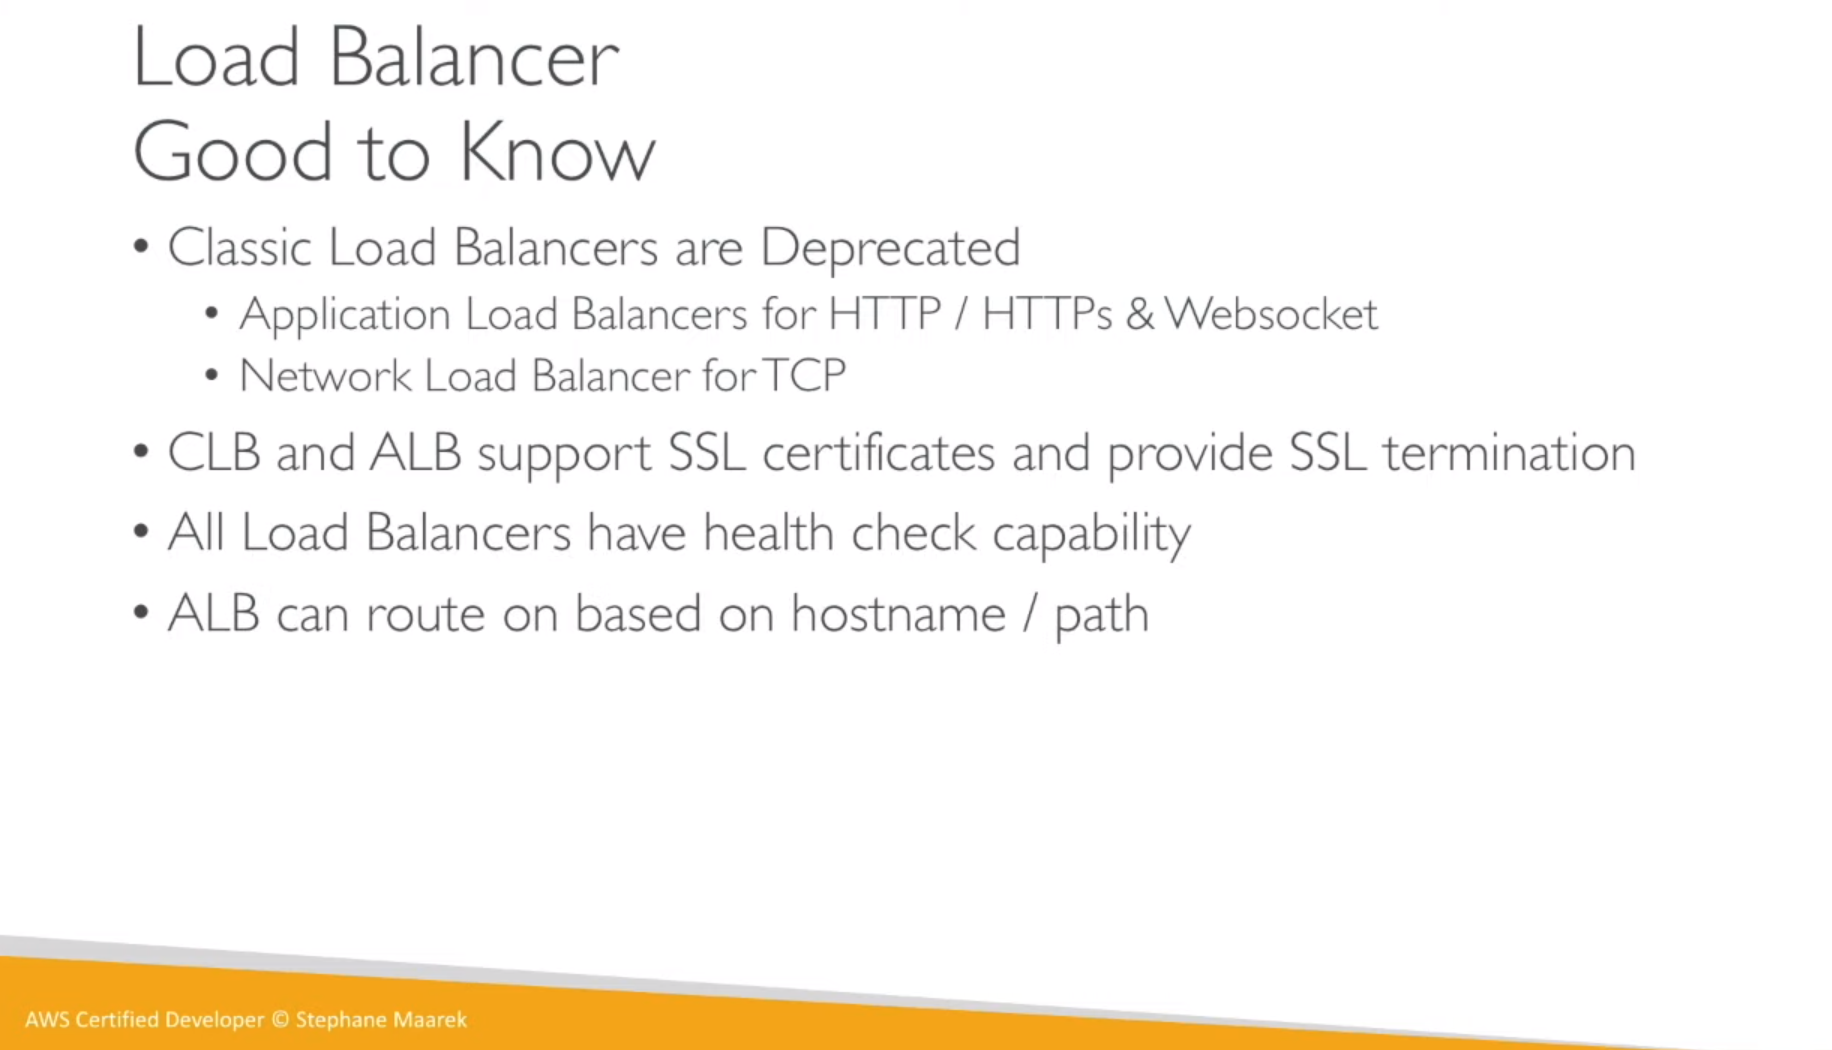 Load Balancer
Good to Know
• Classic Load Balancers are Deprecated
• Application Load Balancers for HTTP / HTTPs & Websocket
• Network Load Balancer for TCP
• CLB and ALB support SSL certificates and provide SSL termination
• All Load Balancers have health check capability
• ALB can route on based on hostname / path
AWS Certified Developer © Stephane Maarek